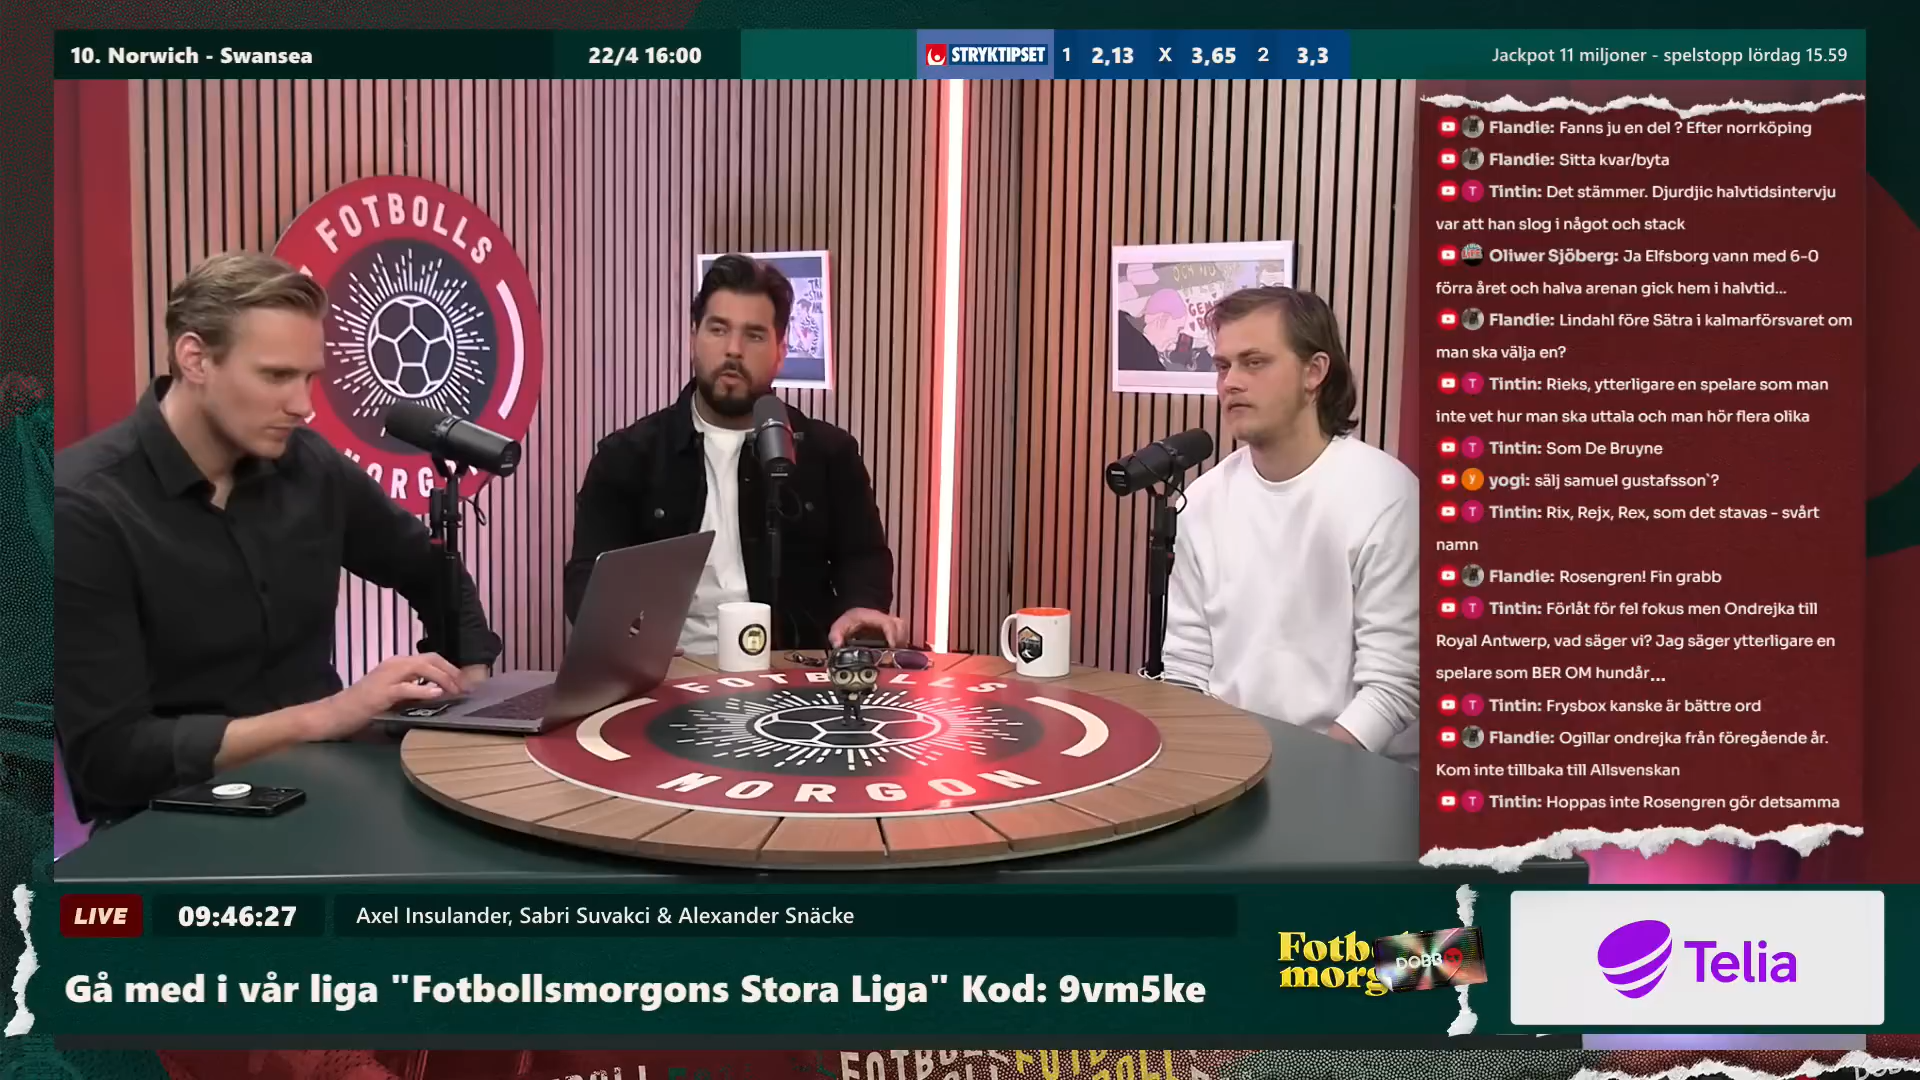 10. Norwich - Swansea
22/4 16:00
STRYKTIPSET
1 2,13 X 3,65 2 3,3
Jackpot 11 miljoner - spelstopp lördag 15.59
Flandie: Fanns ju en del ? Efter norrköping
Flandie: Sitta kvar/byta
Tintin: Det stämmer. Djurdjic halvtidsintervju
var att han slog i något och stack
Oliwer Sjöberg: Ja Elfsborg vann med 6-0
förra året och halva arenan gick hem i halvtid...
Flandie: Lindahl före Sätra i kalmarförsvaret om
man ska välja en?
Tintin: Rieks, ytterligare en spelare som man
inte vet hur man ska uttala och man hör flera olika
Tintin: Som De Bruyne
yogi: sälj samuel gustafsson`?
Tintin: Rix, Rejx, Rex, som det stavas - svårt
namn
Flandie: Rosengren! Fin grabb
Tintin: Förlåt för fel fokus men Ondrejka till
Royal Antwerp, vad säger vi? Jag säger ytterligare en
spelare som BER OM hundår...
Tintin: Frysbox kanske är bättre ord
Flandie: Ogillar ondrejka från föregående år.
Kom inte tillbaka till Allsvenskan
Tintin: Hoppas inte Rosengren gör detsamma
FOTBOLLS
MORGON
FOTBOLLS
MORGON
LIVE
09:46:27
Axel Insulander, Sabri Suvakci & Alexander Snäcke
Gå med i vår liga "Fotbollsmorgons Stora Liga" Kod: 9vm5ke
DOBB
Telia